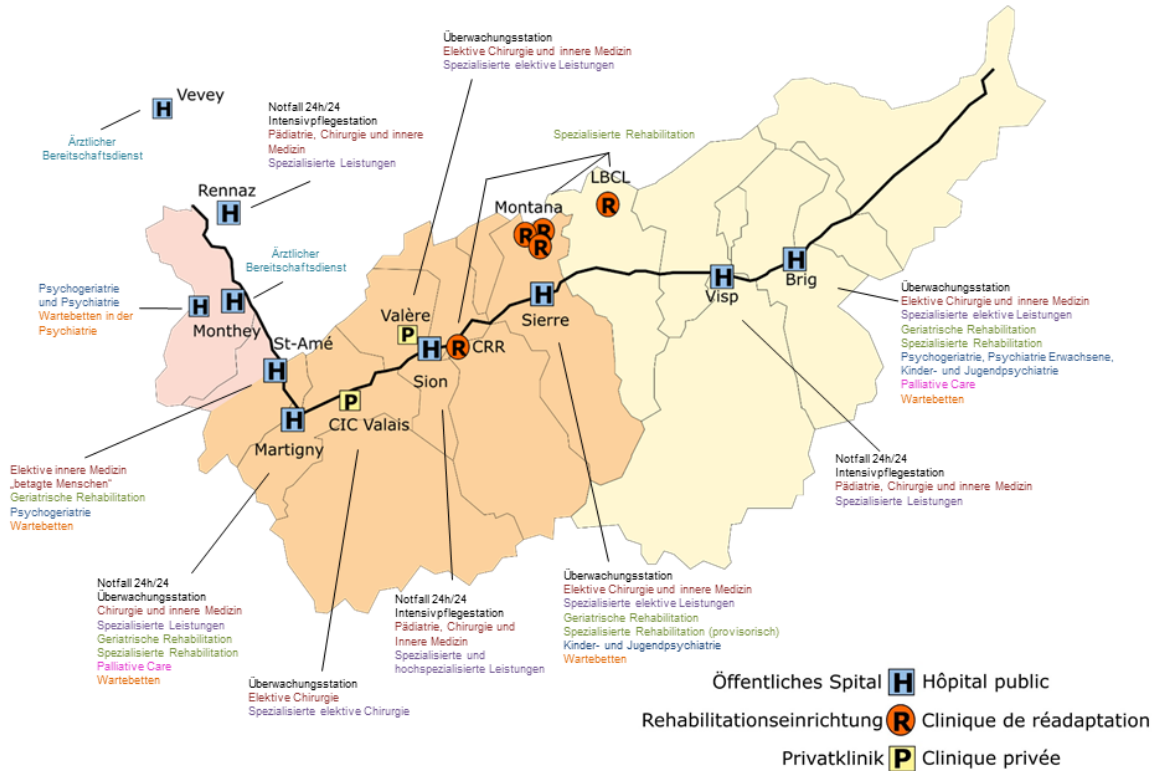 Überwachungsstation
Elektive Chirurgie und innere Medizin
Spezialisierte elektive Leistungen
H Vevey
Ärztlicher
Bereitschaftsdienst
Notfall 24h/24
Intensivpflegestation
Pädiatrie, Chirurgie und innere
Medizin
Spezialisierte Leistungen
Spezialisierte Rehabilitation
Rennaz
H
LBCL
R
Montana
R R
R
Ärztlicher
Bereitschaftsdienst
Psychogeriatrie
und Psychiatrie
Wartebetten in der
Psychiatrie
H H
Monthey
H
Visp
H
Brig
H
Sierre
Valère
P
H
Sion
R CRR
St-Amé
H
P
CIC Valais
H
Martigny
Überwachungsstation
Elektive Chirurgie und innere Medizin
Spezialisierte elektive Leistungen
Geriatrische Rehabilitation
Spezialisierte Rehabilitation
Psychogeriatrie, Psychiatrie Erwachsene,
Kinder- und Jugendpsychiatrie
Palliative Care
Wartebetten
Elektive innere Medizin
„betagte Menschen“
Geriatrische Rehabilitation
Psychogeriatrie
Wartebetten
Notfall 24h/24
Intensivpflegestation
Pädiatrie, Chirurgie und innere Medizin
Spezialisierte Leistungen
Notfall 24h/24
Überwachungsstation
Chirurgie und innere Medizin
Spezialisierte Leistungen
Geriatrische Rehabilitation
Spezialisierte Rehabilitation
Palliative Care
Wartebetten
Überwachungsstation
Elektive Chirurgie
Spezialisierte elektive Chirurgie
Notfall 24h/24
Intensivpflegestation
Pädiatrie, Chirurgie und
Innere Medizin
Spezialisierte und
hochspezialisierte Leistungen
Überwachungsstation
Elektive Chirurgie und innere Medizin
Spezialisierte elektive Leistungen
Geriatrische Rehabilitation
Spezialisierte Rehabilitation (provisorisch)
Kinder- und Jugendpsychiatrie
Wartebetten
Öffentliches Spital H Hôpital public
Rehabilitationseinrichtung R Clinique de réadaptation
Privatklinik P Clinique privée